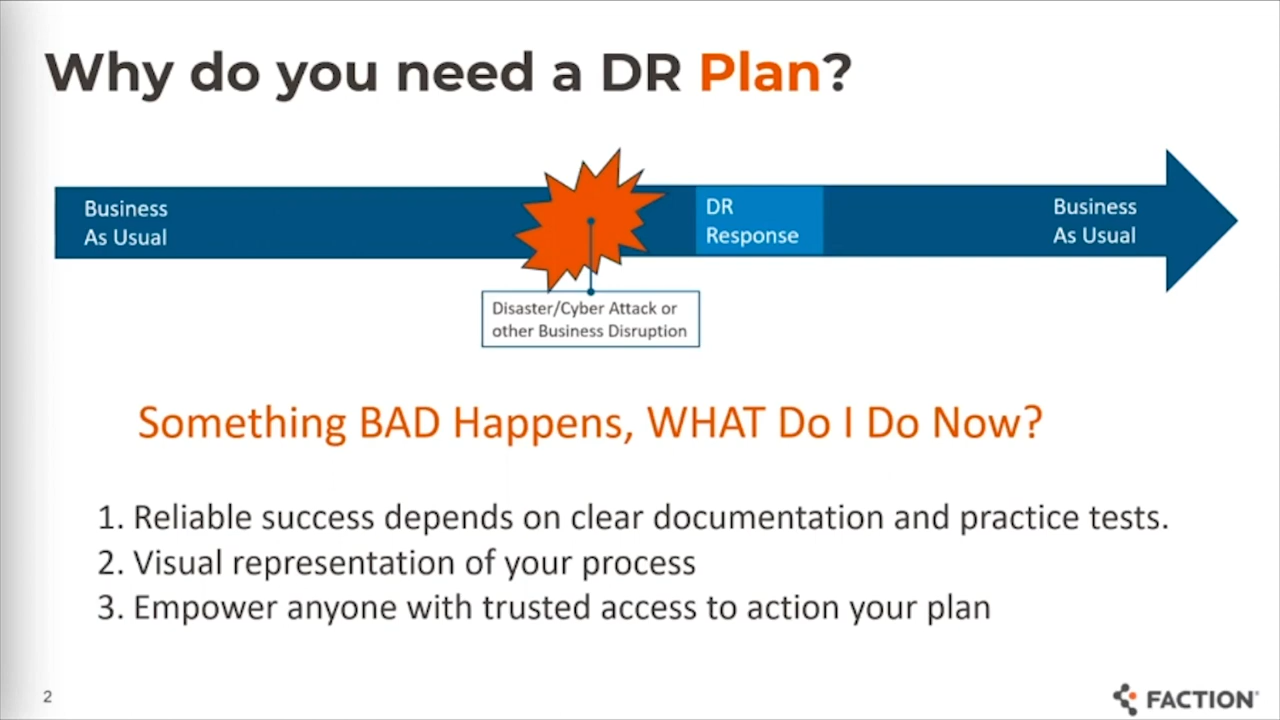 Why do you need a DR Plan?
Business
As Usual
DR
Response
Business
As Usual
Disaster/Cyber Attack or
other Business Disruption
Something BAD Happens, WHAT Do I Do Now?
1. Reliable success depends on clear documentation and practice tests.
2. Visual representation of your process
3. Empower anyone with trusted access to action your plan
2
FACTION®